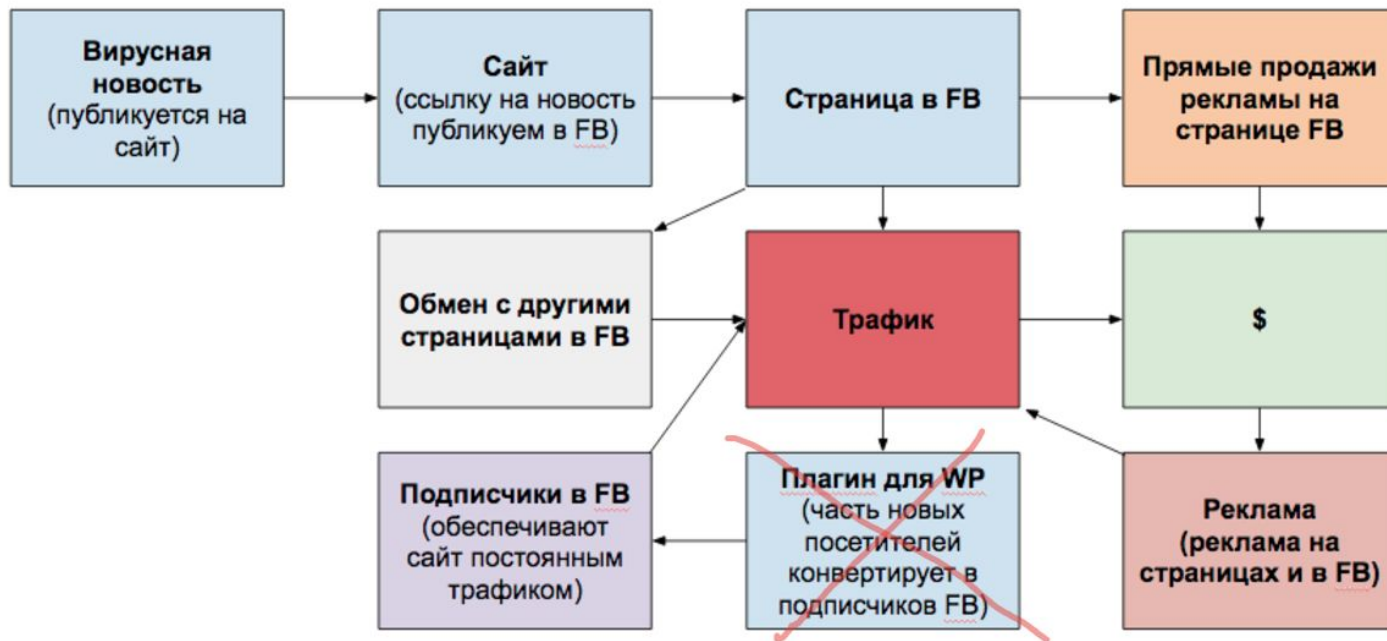 Вирусная
новость
(публикуется на
сайт)
Сайт
(ссылку на новость
публикуем в FB)
Страница в FB
Прямые продажи
рекламы на
странице FB
Обмен с другими
страницами в FB
Трафик
$
Подписчики в FB
(обеспечивают
сайт постоянным
трафиком)
Плагин для WP
(часть новых
посетителей
конвертирует в
подписчиков FB)
Реклама
(реклама на
страницах и в FB)